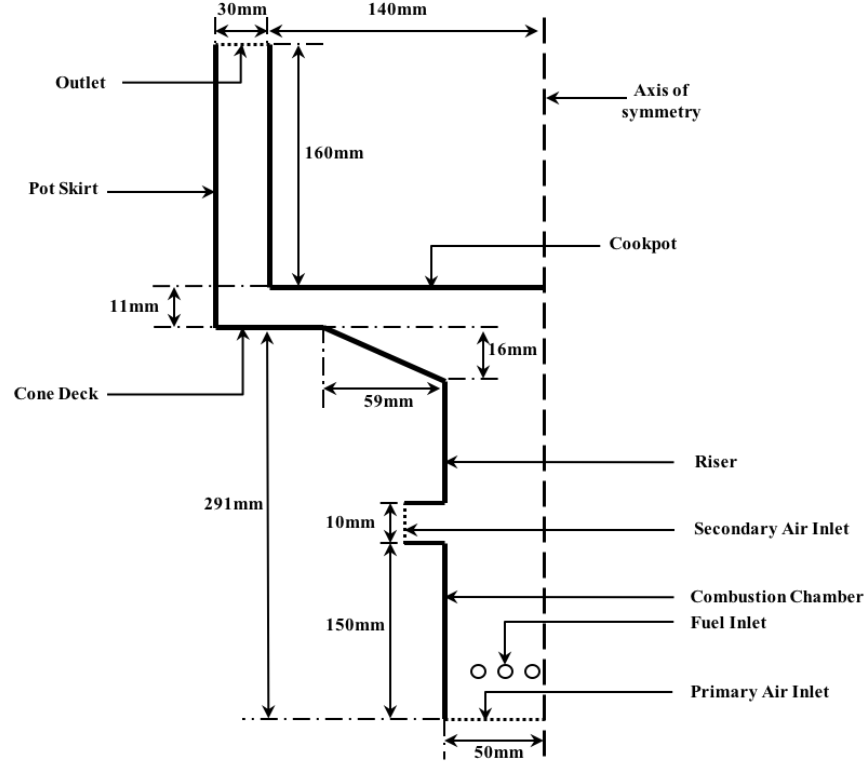 30mm
140mm
Outlet
Axis of
symmetry
160mm
Pot Skirt
Cookpot
11mm
16mm
Cone Deck
59mm
Riser
291mm
10mm
Secondary Air Inlet
Combustion Chamber
150mm
Fuel Inlet
Primary Air Inlet
50mm